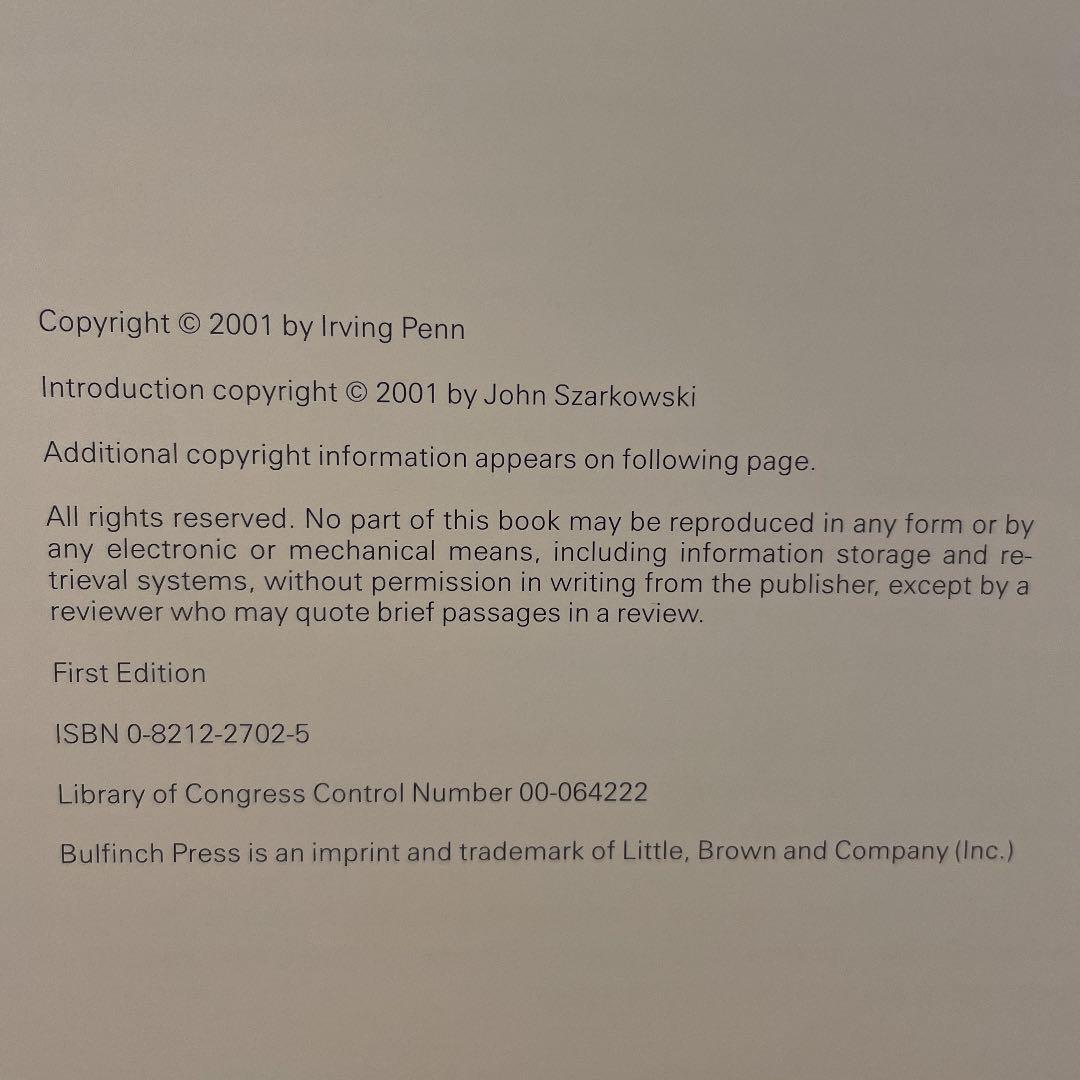 Copyright © 2001 by Irving Penn
Introduction copyright © 2001 by John Szarkowski
Additional copyright information appears on following page.
All rights reserved. No part of this book may be reproduced in any form or by
any electronic or mechanical means, including information storage and re-
trieval systems, without permission in writing from the publisher, except by a
reviewer who may quote brief passages in a review.
First Edition
ISBN 0-8212-2702-5
Library of Congress Control Number 00-064222
Bulfinch Press is an imprint and trademark of Little, Brown and Company (Inc.)